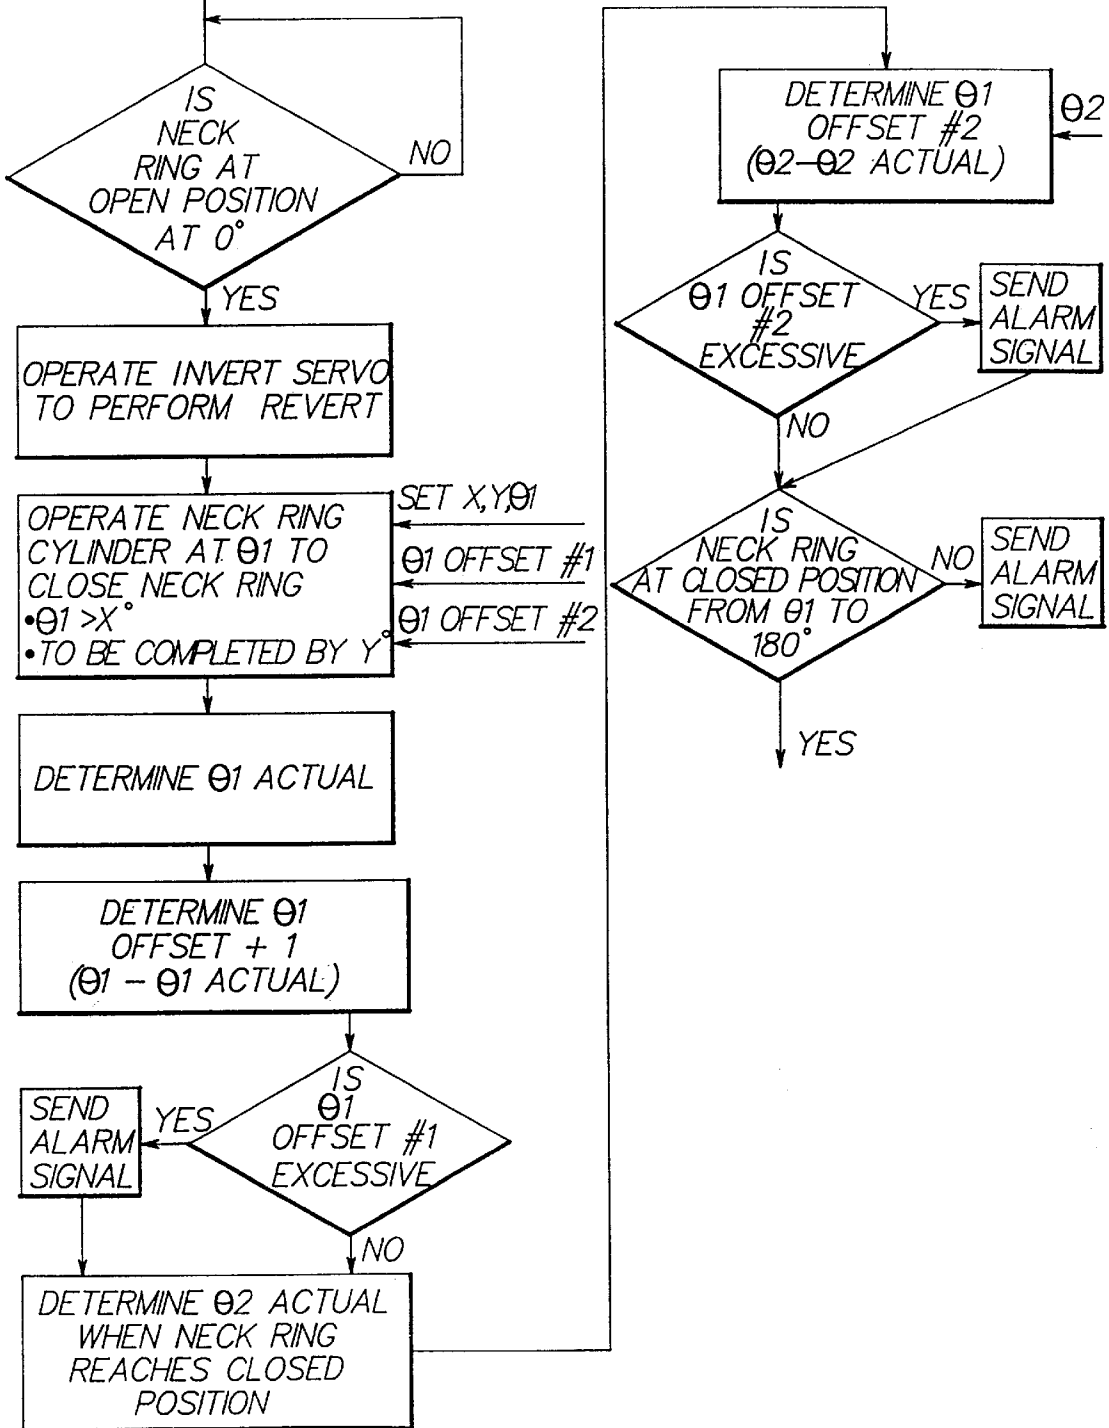 IS
NECK
RING AT
OPEN POSITION
AT 0°
NO
YES
OPERATE INVERT SERVO
TO PERFORM REVERT
OPERATE NECK RING
CYLINDER AT Θ1 TO
CLOSE NECK RING
•Θ1 >X°
•TO BE COMPLETED BY Y°
SET X,Y,Θ1
Θ1 OFFSET #1
Θ1 OFFSET #2
DETERMINE Θ1 ACTUAL
DETERMINE Θ1
OFFSET + 1
(Θ1 – Θ1 ACTUAL)
IS
Θ1
OFFSET #1
EXCESSIVE
YES
SEND
ALARM
SIGNAL
NO
DETERMINE Θ2 ACTUAL
WHEN NECK RING
REACHES CLOSED
POSITION
DETERMINE Θ1
OFFSET #2
(Θ2–Θ2 ACTUAL)
Θ2
IS
Θ1 OFFSET
#2
EXCESSIVE
YES
SEND
ALARM
SIGNAL
NO
IS
NECK RING
AT CLOSED POSITION
FROM Θ1 TO
180°
NO
SEND
ALARM
SIGNAL
YES